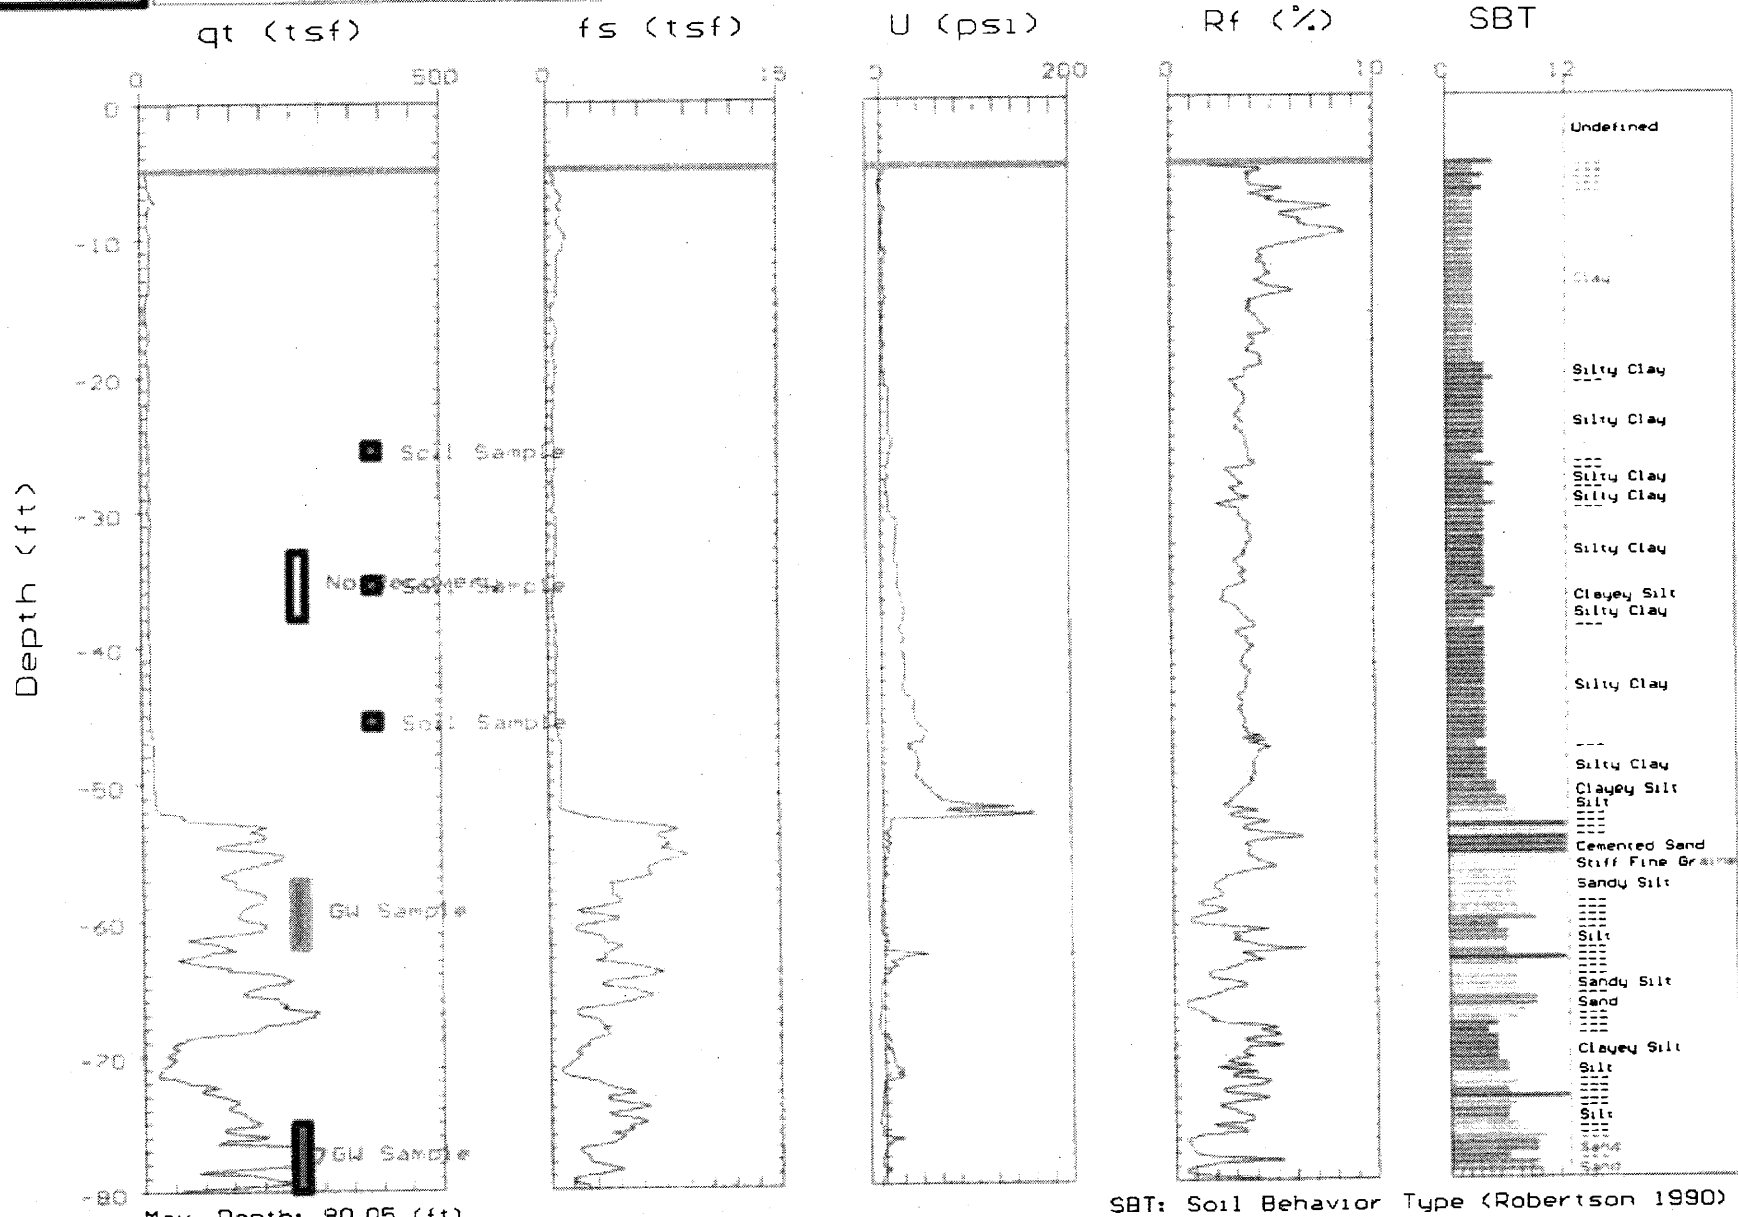 qt (tsf) fs (tsf) U (psi) Rf (%) SBT
0 500 0 15 0 200 0 10 0 12
0
Undefined
-10
Clay
-20
Silty Clay
Silty Clay
Soil Sample
Silty Clay
Silty Clay
-30
Silty Clay
Soil Sample
Clayey Silt
Silty Clay
Depth (ft)
-40
Silty Clay
Soil Sample
Silty Clay
-50
Clayey Silt
Silt
Cemented Sand
Stiff Fine Graine
Sandy Silt
GW Sample
-60
Silt
Sandy Silt
Sand
Clayey Silt
-70
Silt
Silt
Sand
GW Sample
Sand
-80
Max. Depth: 80.05 (ft)
SBT: Soil Behavior Type (Robertson 1990)